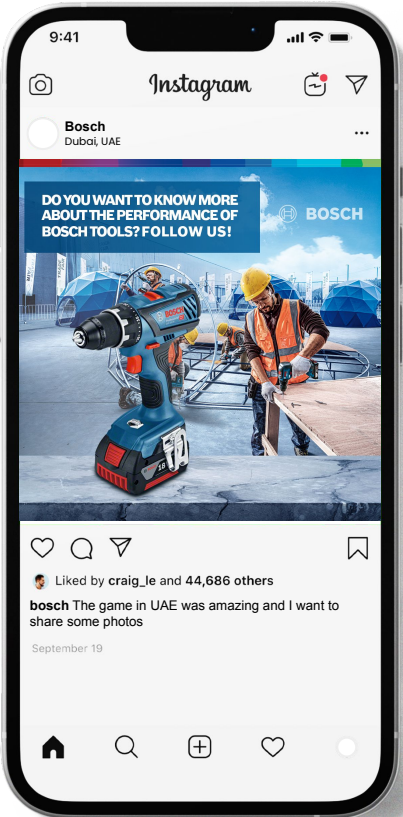 9:41
Instagram
Bosch
Dubai, UAE
DO YOU WANT TO KNOW MORE
ABOUT THE PERFORMANCE OF
BOSCH TOOLS? FOLLOW US!
BOSCH
BOSCH
18
Liked by craig_le and 44,686 others
bosch The game in UAE was amazing and I want to
share some photos
September 19